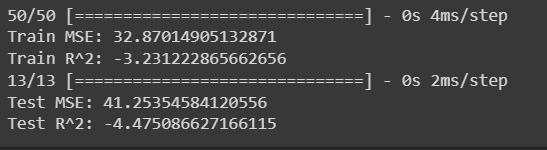 50/50 [==============================] - 0s 4ms/step
Train MSE: 32.87014905132871
Train R^2: -3.231222865662656
13/13 [==============================] - 0s 2ms/step
Test MSE: 41.25354584120556
Test R^2: -4.475086627166115